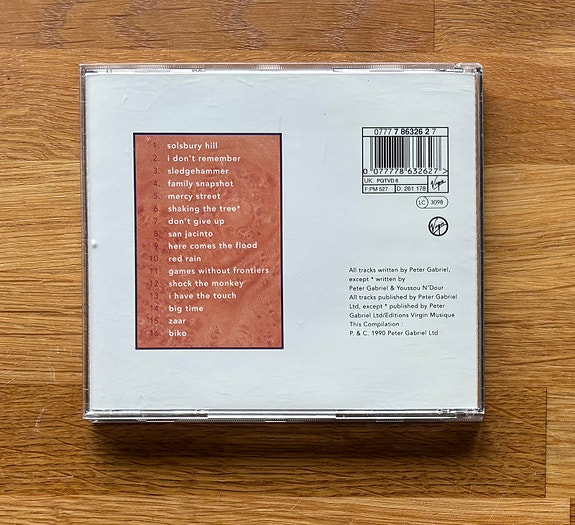 1. solsbury hill
2. i don't remember
3. sledgehammer
4. family snapshot
5. mercy street
6. shaking the tree*
7. don't give up
8. san jacinto
9. here comes the flood
10. red rain
11. games without frontiers
12. shock the monkey
13. i have the touch
14. big time
15. zaar
16. biko
0777 7 86326 2 7
0 077778 632627 >
UK: PGTVD 6
F:PM 527 D: 261 178
Virgin
LC 3098
Virgin
All tracks written by Peter Gabriel,
except * written by
Peter Gabriel & Youssou N'Dour
All tracks published by Peter Gabriel
Ltd, except * published by Peter
Gabriel Ltd/Editions Virgin Musique
This Compilation :
P. & C. 1990 Peter Gabriel Ltd